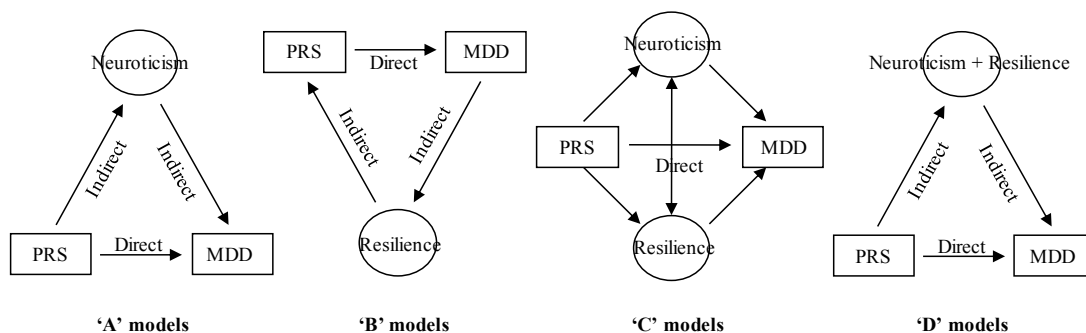 Neuroticism
Indirect
Indirect
PRS
Direct
MDD
‘A’ models
PRS
Direct
MDD
Indirect
Indirect
Resilience
‘B’ models
Neuroticism
PRS
Direct
MDD
Resilience
‘C’ models
Neuroticism + Resilience
Indirect
Indirect
PRS
Direct
MDD
‘D’ models